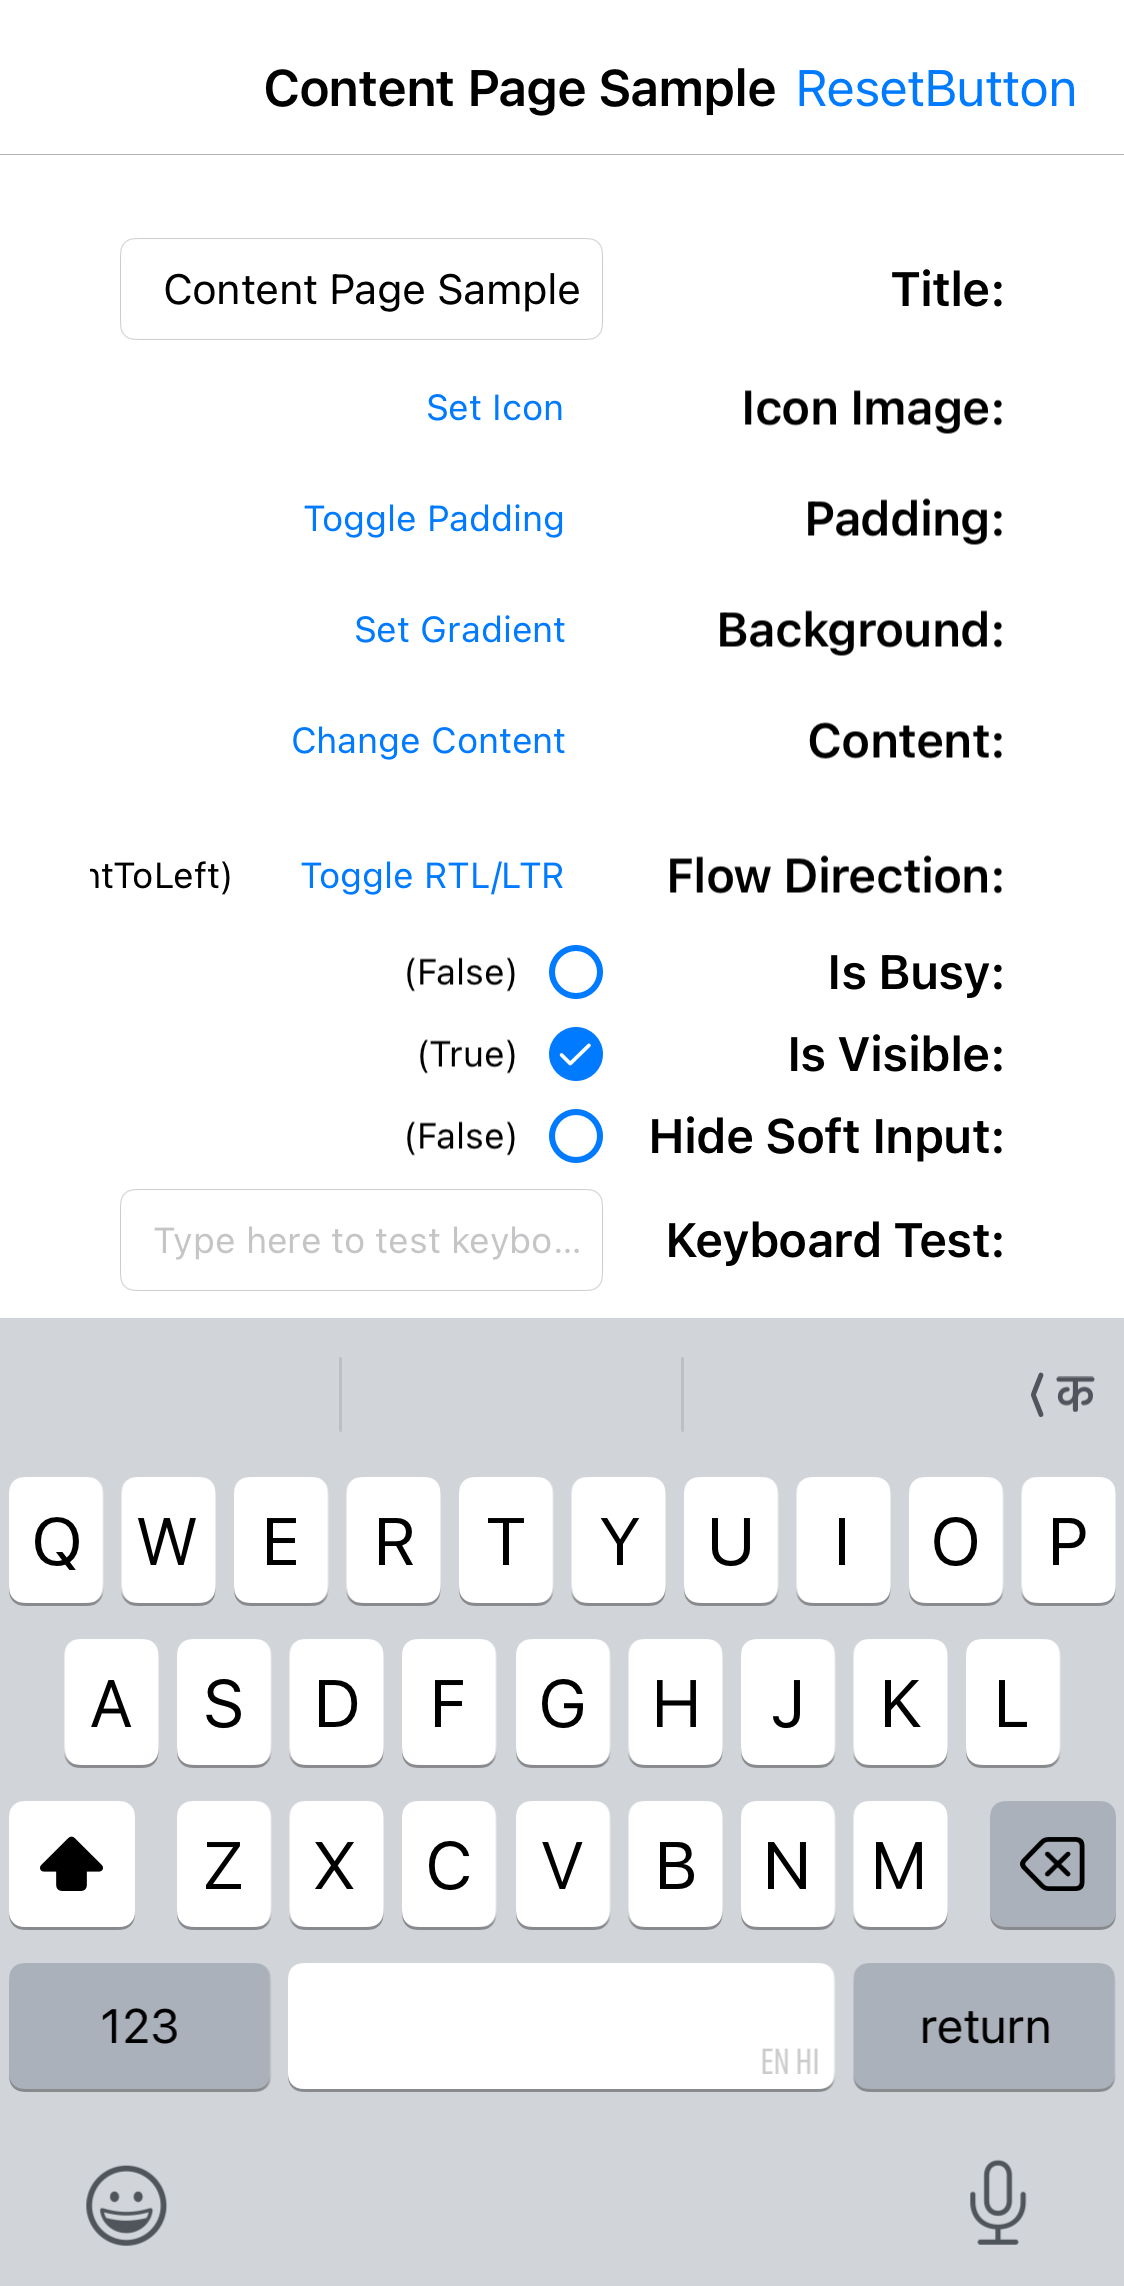 Content Page Sample ResetButton
Title: Content Page Sample
Icon Image: Set Icon
Padding: Toggle Padding
Background: Set Gradient
Content: Change Content
Flow Direction: Toggle RTL/LTR ntToLeft)
Is Busy: (False)
Is Visible: (True)
Hide Soft Input: (False)
Keyboard Test: Type here to test keybo...
क
Q W E R T Y U I O P
A S D F G H J K L
Z X C V B N M
123 EN HI return